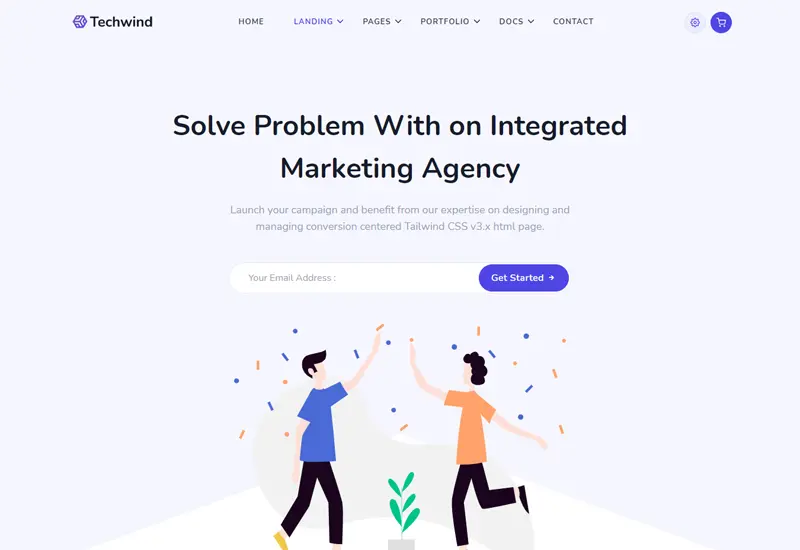 Techwind
HOME LANDING PAGES PORTFOLIO DOCS CONTACT
Solve Problem With on Integrated
Marketing Agency
Launch your campaign and benefit from our expertise on designing and
managing conversion centered Tailwind CSS v3.x html page.
Your Email Address :
Get Started